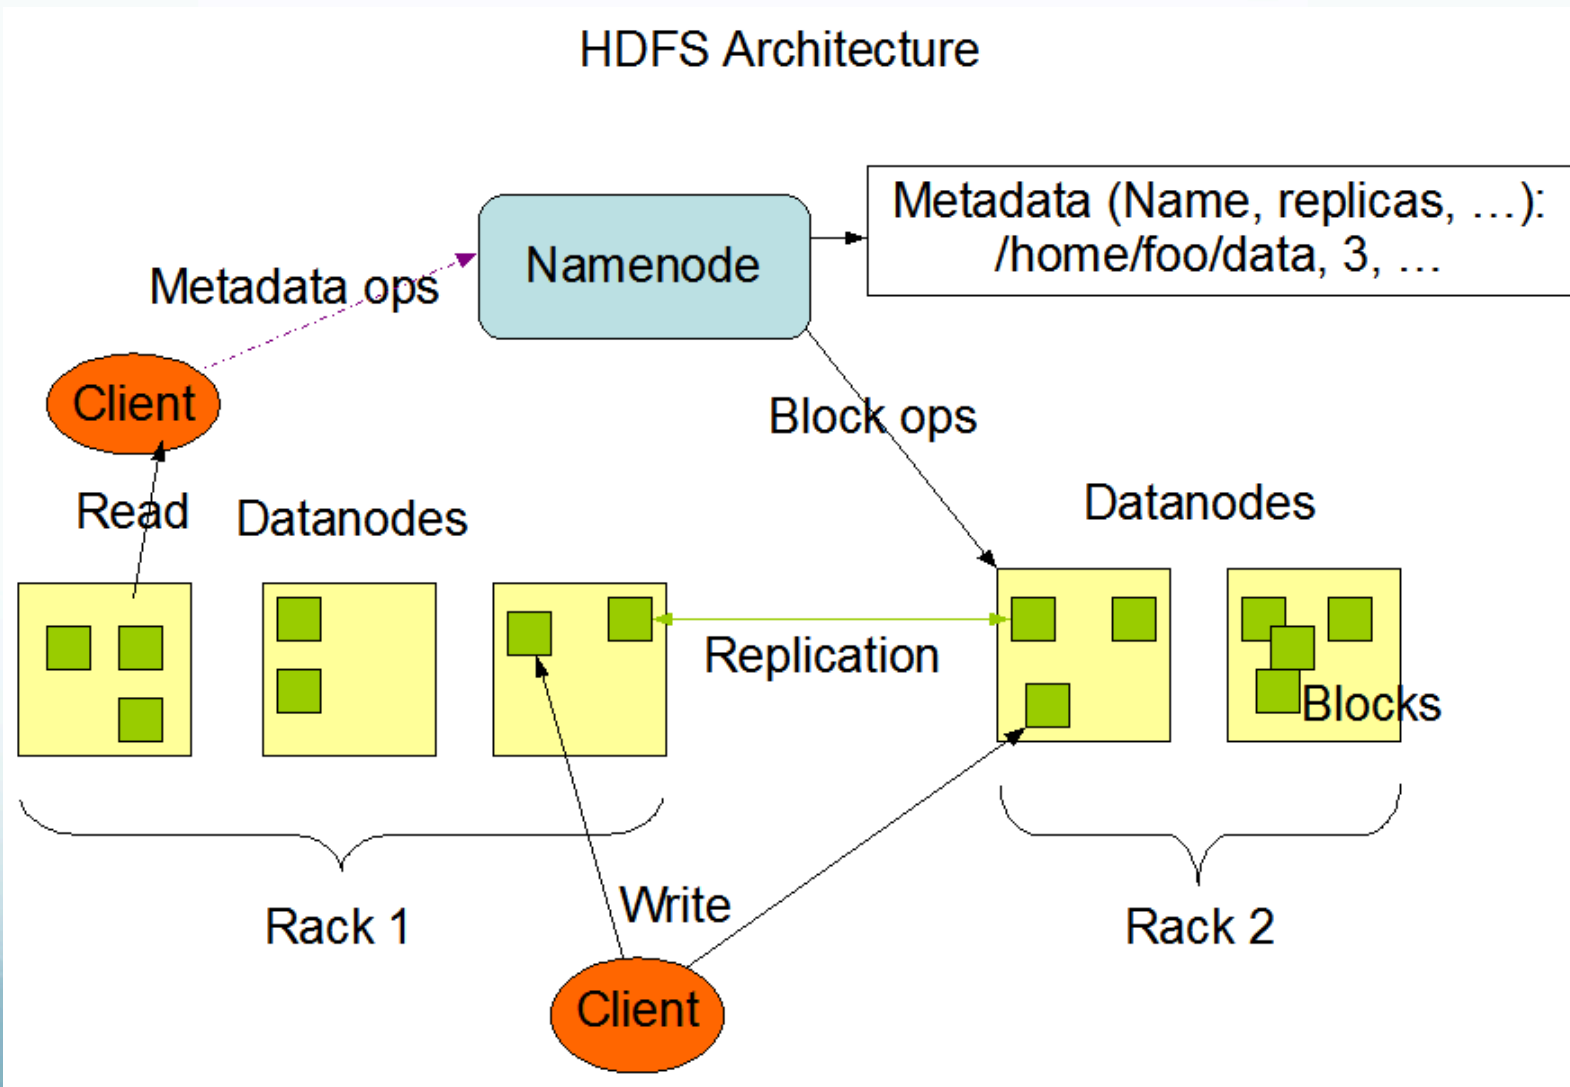 HDFS Architecture
Metadata (Name, replicas, …):
/home/foo/data, 3, …
Namenode
Metadata ops
Client
Block ops
Read
Datanodes
Datanodes
Replication
Blocks
Rack 1
Write
Rack 2
Client